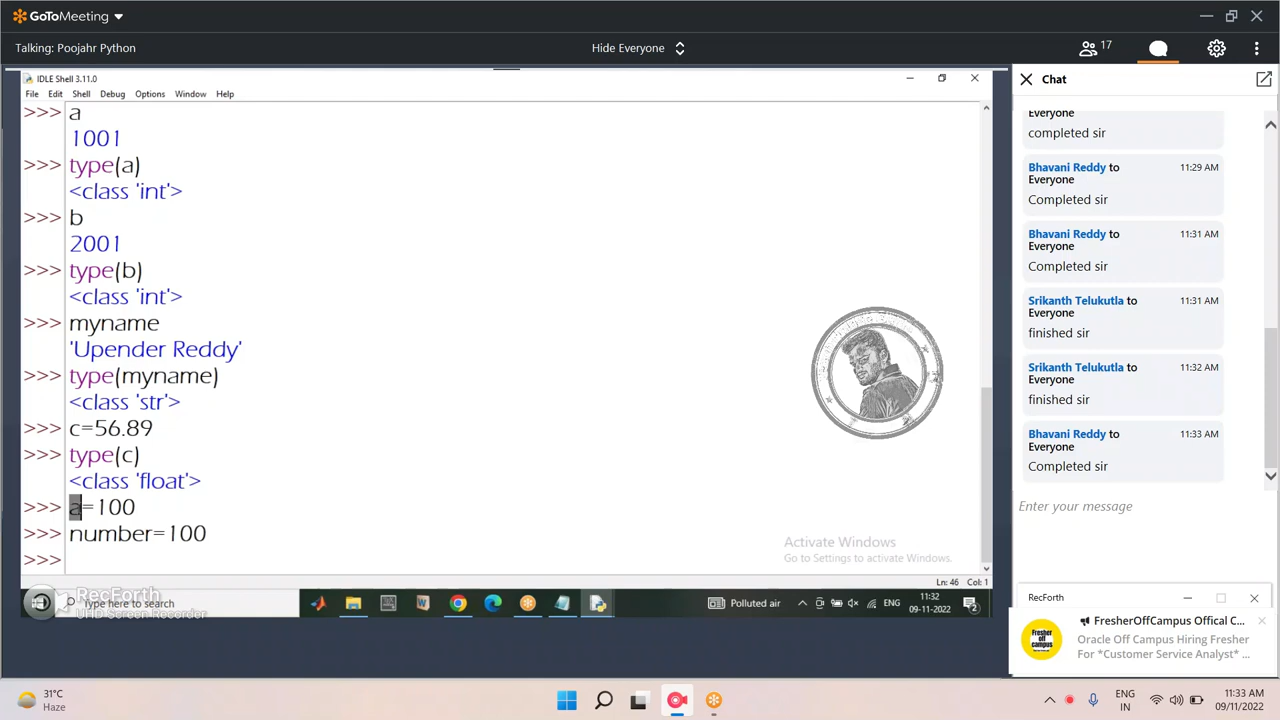 GoToMeeting
Talking: Poojahr Python
Hide Everyone
17
IDLE Shell 3.11.0
File Edit Shell Debug Options Window Help
>>> a
1001
>>> type(a)
<class 'int'>
>>> b
2001
>>> type(b)
<class 'int'>
>>> myname
'Upender Reddy'
>>> type(myname)
<class 'str'>
>>> c=56.89
>>> type(c)
<class 'float'>
>>> a=100
>>> number=100
>>>
Activate Windows
Go to Settings to activate Windows.
Ln: 46 Col: 1
RecForth
UHD Screen Recorder
Type here to search
Polluted air
ENG
11:32
09-11-2022
2
Chat
Everyone
completed sir
Bhavani Reddy to 11:29 AM
Everyone
Completed sir
Bhavani Reddy to 11:31 AM
Everyone
Completed sir
Srikanth Telukutla to 11:31 AM
Everyone
finished sir
Srikanth Telukutla to 11:32 AM
Everyone
finished sir
Bhavani Reddy to 11:33 AM
Everyone
Completed sir
Enter your message
RecForth
Fresher
off
campus
FresherOffCampus Offical C...
Oracle Off Campus Hiring Fresher
For *Customer Service Analyst* ...
31°C
Haze
ENG
IN
11:33 AM
09/11/2022